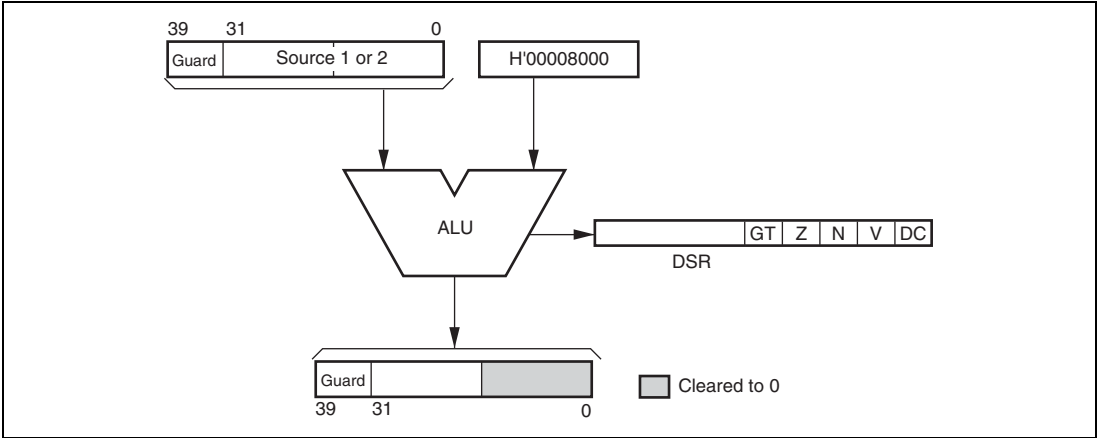 39 31 0
Guard Source 1 or 2 H'00008000
ALU
GT Z N V DC
DSR
Guard
Cleared to 0
39 31 0